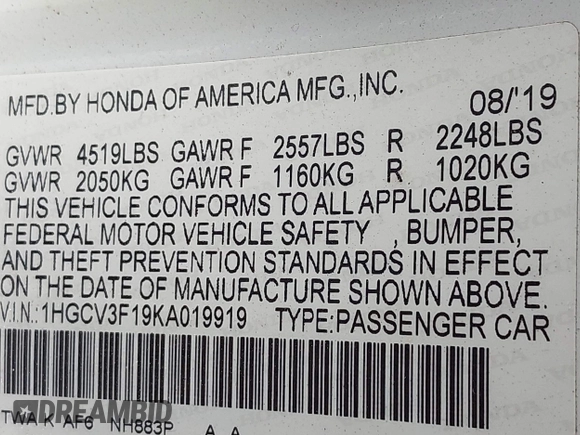 MFD.BY HONDA OF AMERICA MFG.,INC. 08/'19
GVWR 4519LBS GAWR F 2557LBS R 2248LBS
GVWR 2050KG GAWR F 1160KG R 1020KG
THIS VEHICLE CONFORMS TO ALL APPLICABLE
FEDERAL MOTOR VEHICLE SAFETY , BUMPER,
AND THEFT PREVENTION STANDARDS IN EFFECT
ON THE DATE OF MANUFACTURE SHOWN ABOVE.
V.I.N.:1HGCV3F19KA019919 TYPE:PASSENGER CAR
TWA K AF6 NH883P A A
DREAMBID